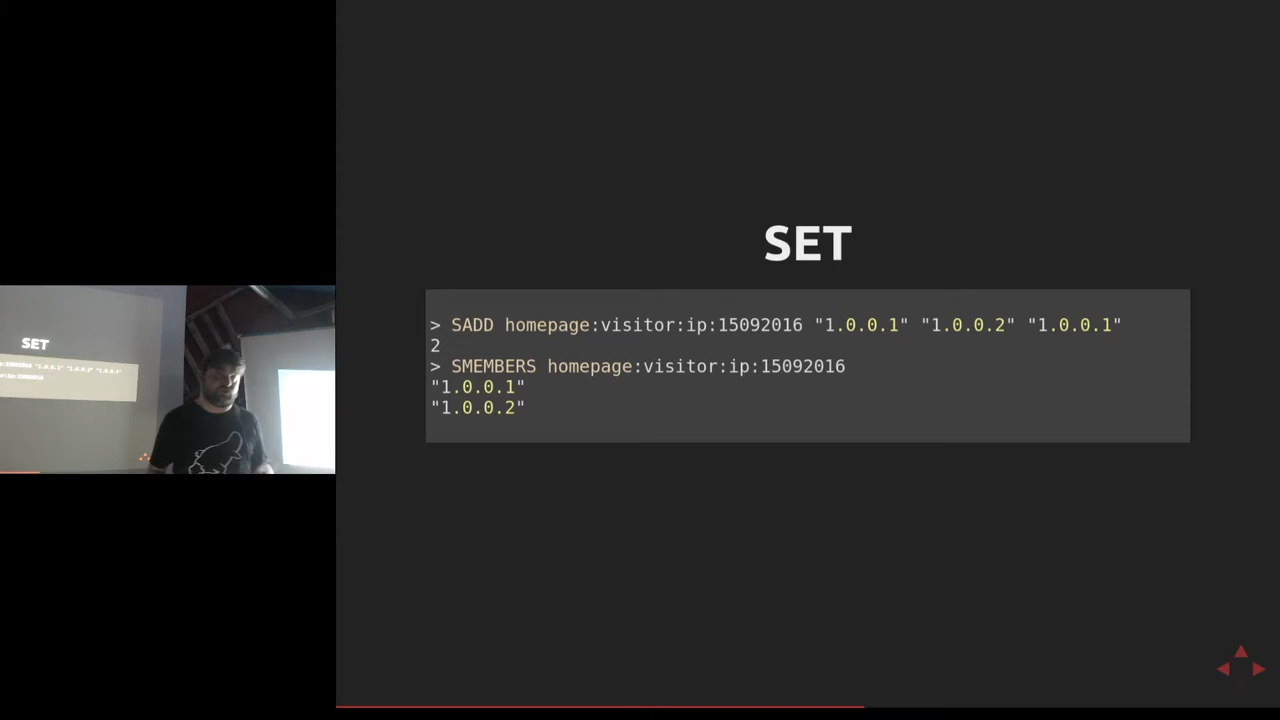 SET
> SADD homepage:visitor:ip:15092016 "1.0.0.1" "1.0.0.2" "1.0.0.1"
2
> SMEMBERS homepage:visitor:ip:15092016
"1.0.0.1"
"1.0.0.2"
SET